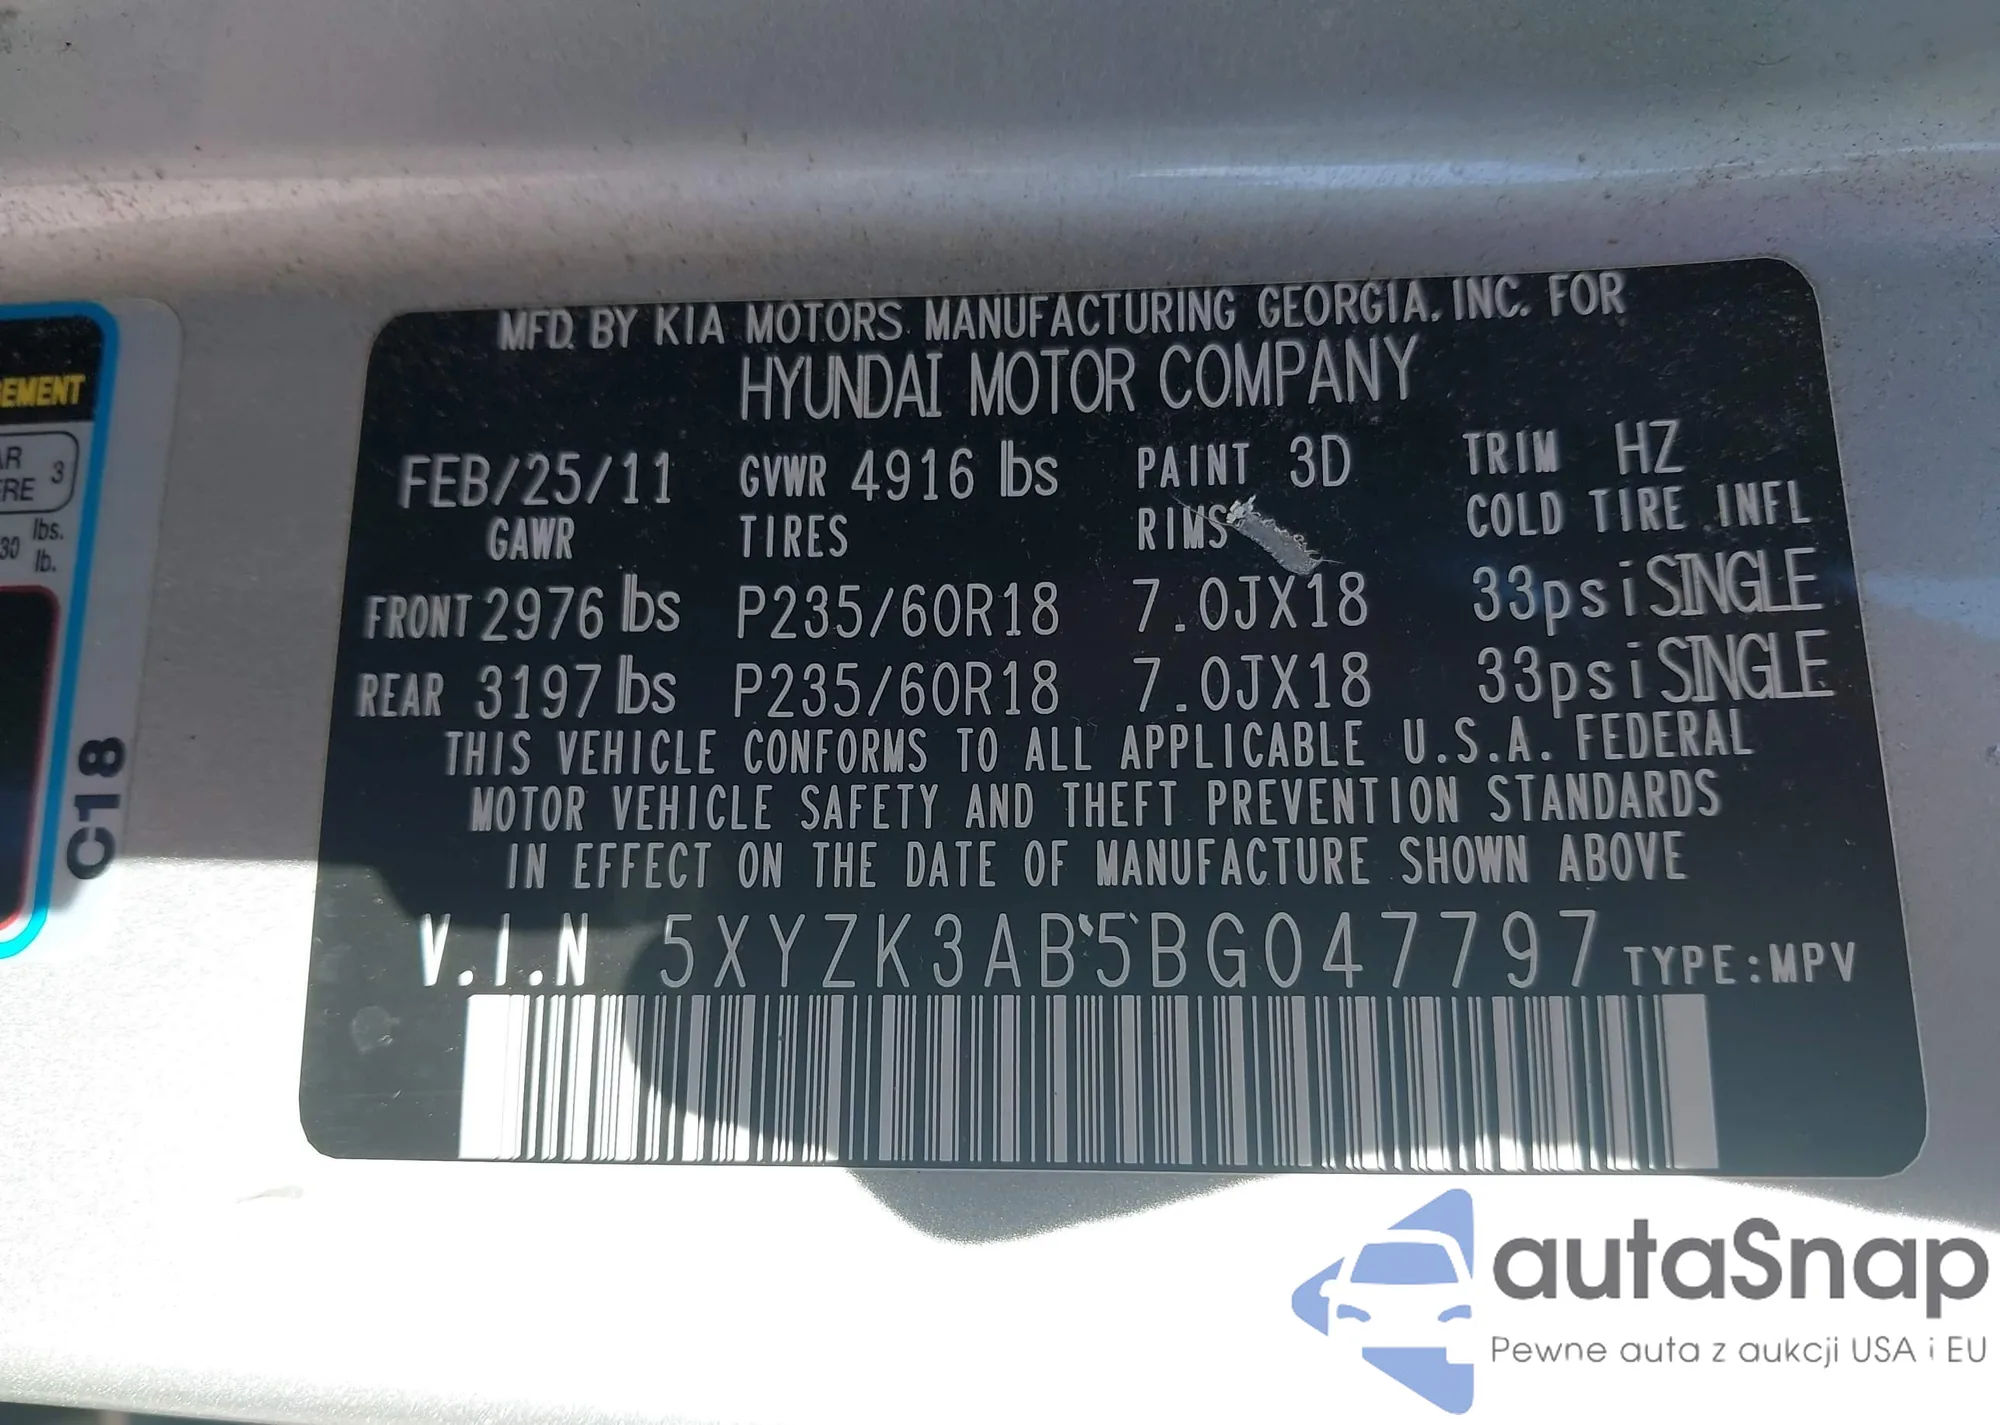 MFD. BY KIA MOTORS MANUFACTURING GEORGIA. INC. FOR
HYUNDAI MOTOR COMPANY
FEB/25/11 GVWR 4916 lbs PAINT 3D TRIM HZ
GAWR TIRES RIMS COLD TIRE INFL
FRONT 2976 lbs P235/60R18 7.0JX18 33psi SINGLE
REAR 3197 lbs P235/60R18 7.0JX18 33psi SINGLE
THIS VEHICLE CONFORMS TO ALL APPLICABLE U.S.A. FEDERAL
MOTOR VEHICLE SAFETY AND THEFT PREVENTION STANDARDS
IN EFFECT ON THE DATE OF MANUFACTURE SHOWN ABOVE
V.I.N 5XYZK3AB5BG047797 TYPE:MPV
3
lbs.
30 lb.
C18
autaSnap
Pewne auta z aukcji USA i EU